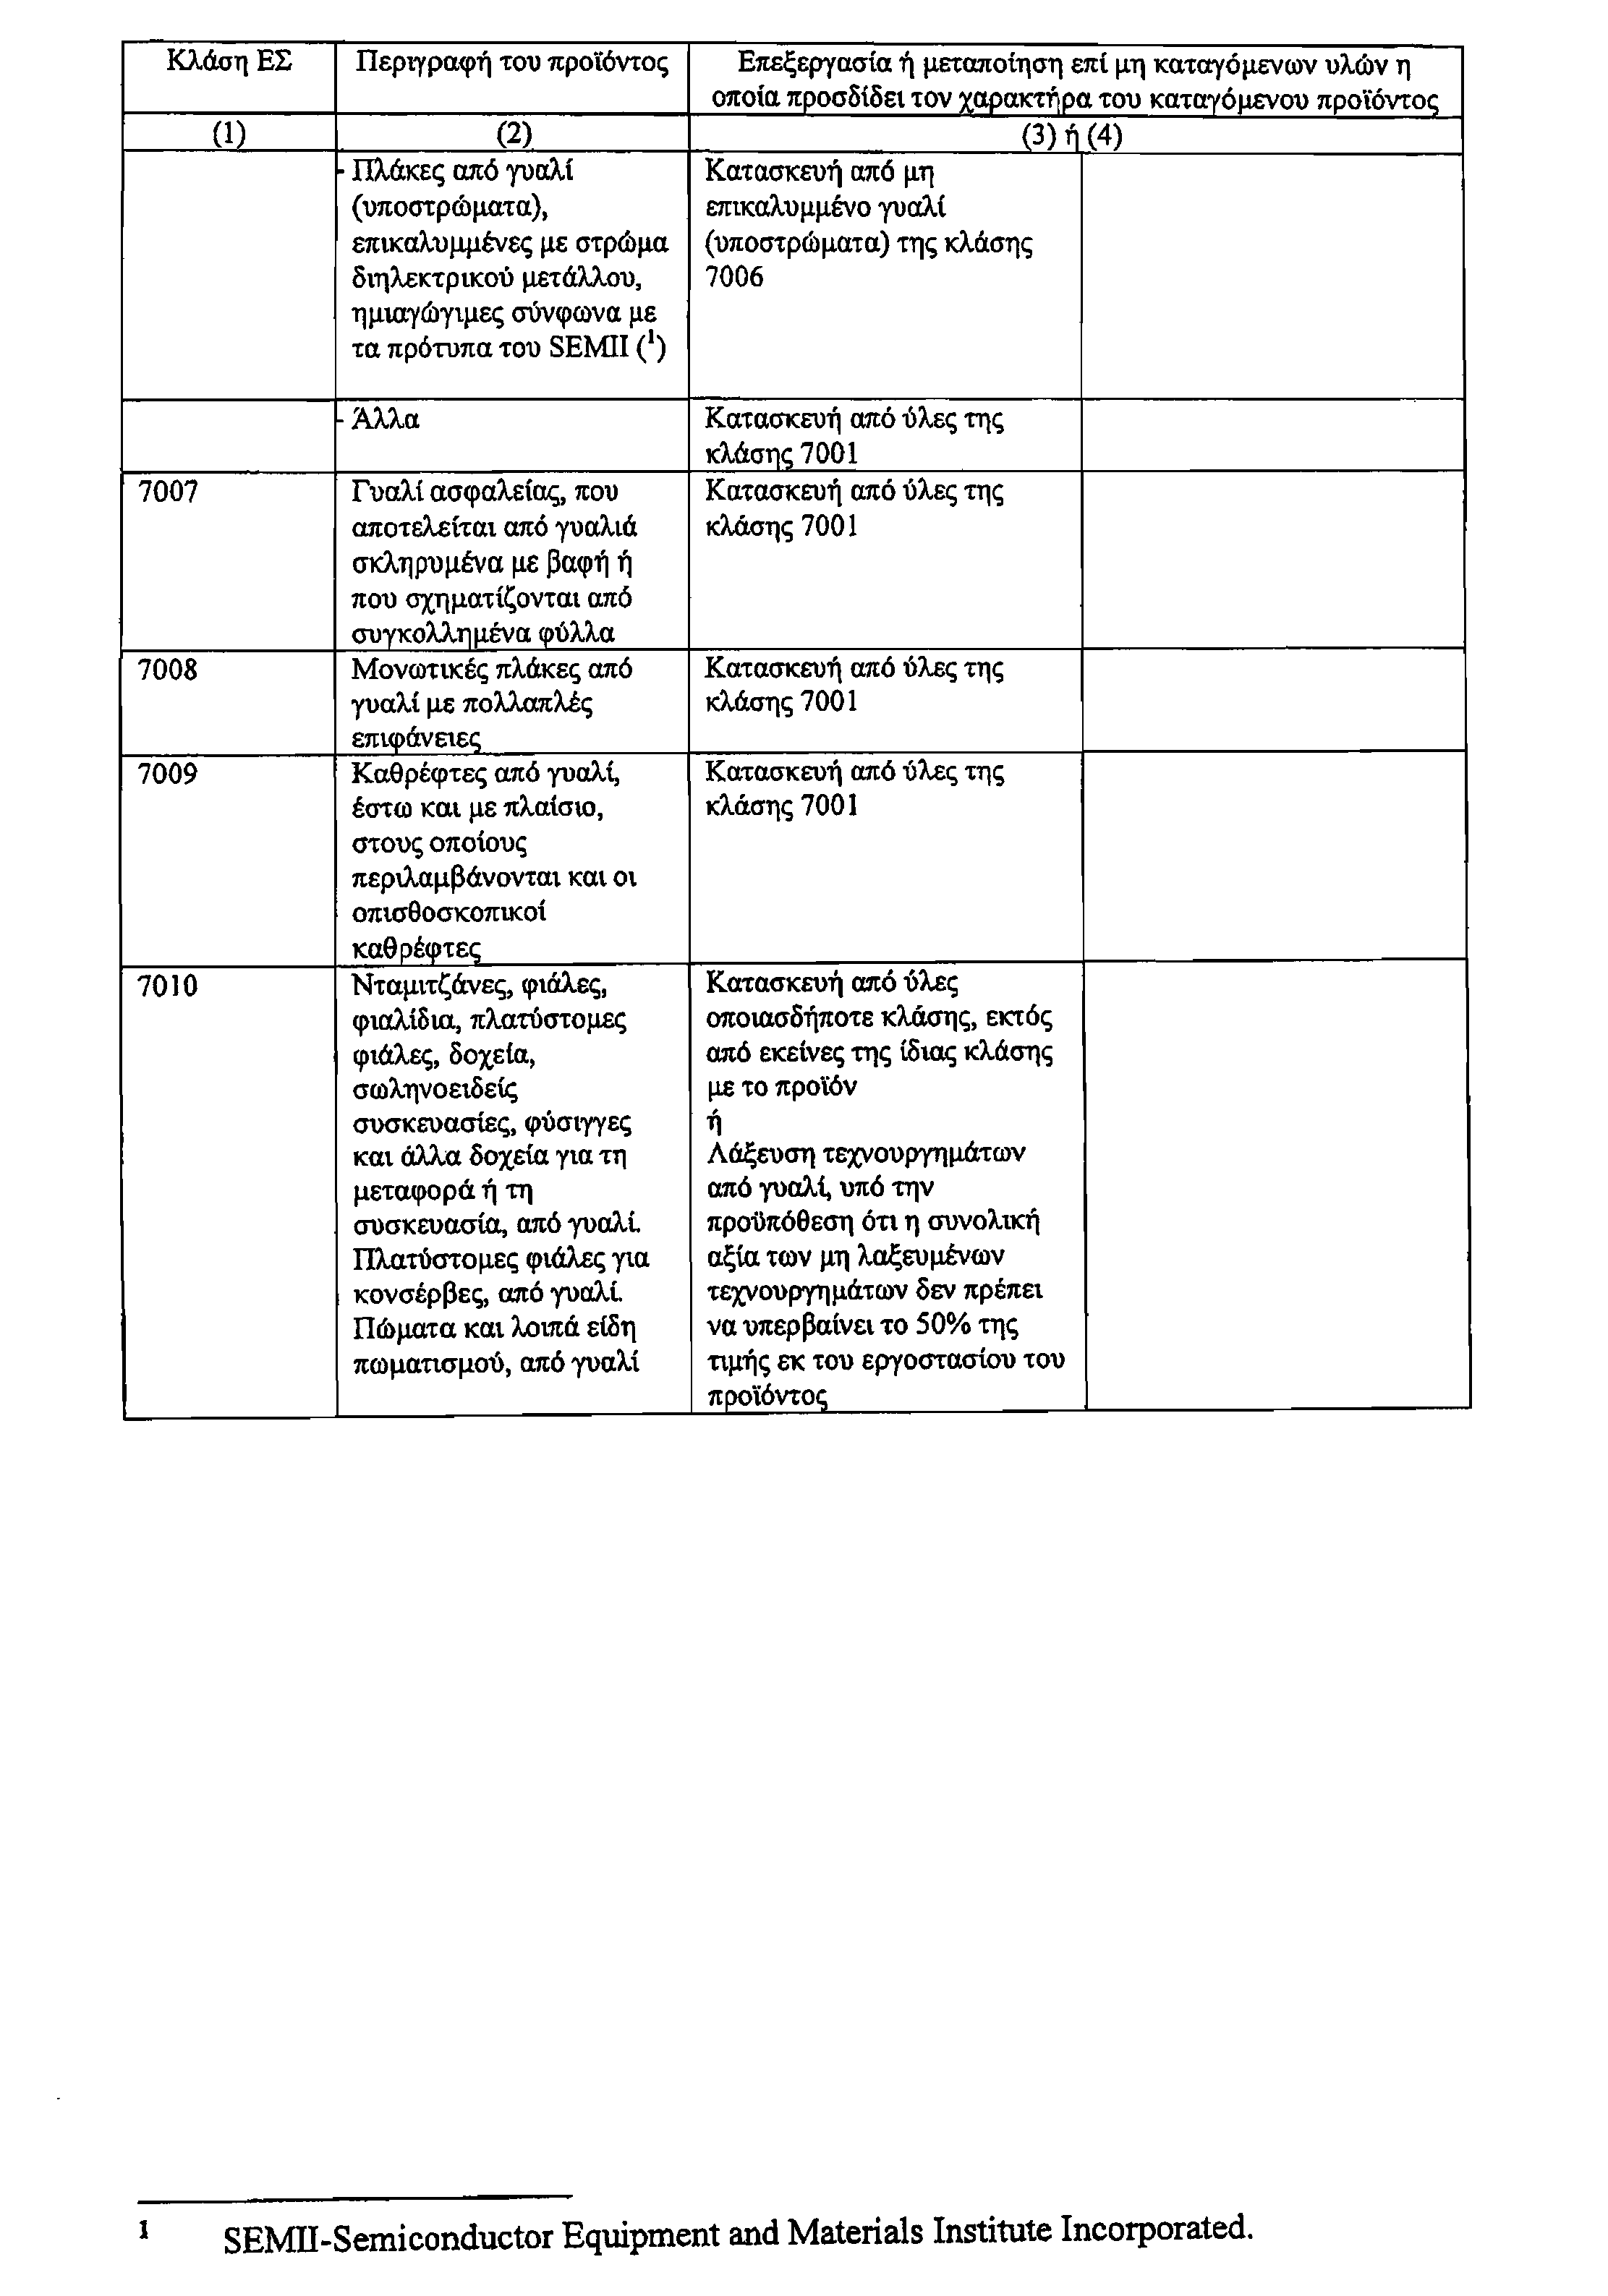 Κλάση ΕΣ
Περιγραφή του προϊόντος
Επεξεργασία ή μεταποίηση επί μη καταγόμενων υλών η
οποία προσδίδει τον χαρακτήρα του καταγόμενου προϊόντος
(1)
(2)
(3) ή (4)
- Πλάκες από γυαλί
(υποστρώματα),
επικαλυμμένες με στρώμα
διηλεκτρικού μετάλλου,
ημιαγώγιμες σύνφωνα με
τα πρότυπα του SEMII (¹)
Κατασκευή από μη
επικαλυμμένο γυαλί
(υποστρώματα) της κλάσης
7006
- Άλλα
Κατασκευή από ύλες της
κλάσης 7001
7007
Γυαλί ασφαλείας, που
αποτελείται από γυαλιά
σκληρυμένα με βαφή ή
που σχηματίζονται από
συγκολλημένα φύλλα
Κατασκευή από ύλες της
κλάσης 7001
7008
Μονωτικές πλάκες από
γυαλί με πολλαπλές
επιφάνειες
Κατασκευή από ύλες της
κλάσης 7001
7009
Καθρέφτες από γυαλί,
έστω και με πλαίσιο,
στους οποίους
περιλαμβάνονται και οι
οπισθοσκοπικοί
καθρέφτες
Κατασκευή από ύλες της
κλάσης 7001
7010
Νταμιτζάνες, φιάλες,
φιαλίδια, πλατύστομες
φιάλες, δοχεία,
σωληνοειδείς
συσκευασίες, φύσιγγες
και άλλα δοχεία για τη
μεταφορά ή τη
συσκευασία, από γυαλί.
Πλατύστομες φιάλες για
κονσέρβες, από γυαλί.
Πώματα και λοιπά είδη
πωματισμού, από γυαλί
Κατασκευή από ύλες
οποιασδήποτε κλάσης, εκτός
από εκείνες της ίδιας κλάσης
με το προϊόν
ή
Λάξευση τεχνουργημάτων
από γυαλί, υπό την
προϋπόθεση ότι η συνολική
αξία των μη λαξευμένων
τεχνουργημάτων δεν πρέπει
να υπερβαίνει το 50% της
τιμής εκ του εργοστασίου του
προϊόντος
1 SEMII-Semiconductor Equipment and Materials Institute Incorporated.